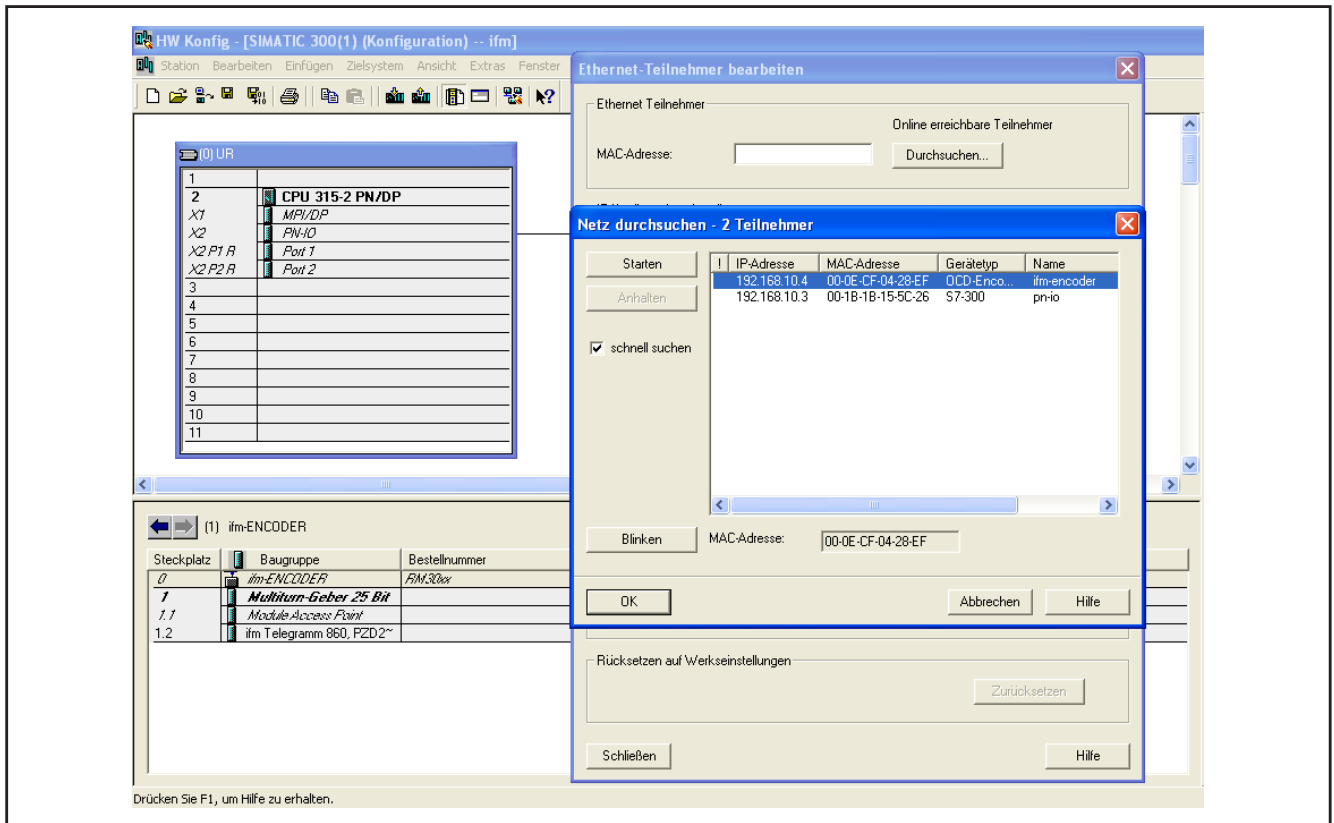 HW Konfig - [SIMATIC 300(1) (Konfiguration) -- ifm]
Station Bearbeiten Einfügen Zielsystem Ansicht Extras Fenster
(0) UR
1
2 CPU 315-2 PN/DP
X1 MPI/DP
X2 PN-IO
X2 P1 R Port 1
X2 P2 R Port 2
3
4
5
6
7
8
9
10
11
Ethernet-Teilnehmer bearbeiten
Ethernet Teilnehmer
Online erreichbare Teilnehmer
MAC-Adresse: Durchsuchen...
Netz durchsuchen - 2 Teilnehmer
Starten
Anhalten
schnell suchen
! IP-Adresse MAC-Adresse Gerätetyp Name
192.168.10.4 00-0E-CF-04-28-EF OCD-Enco... ifm-encoder
192.168.10.3 00-1B-1B-15-5C-26 S7-300 pn-io
Blinken MAC-Adresse: 00-0E-CF-04-28-EF
OK Abbrechen Hilfe
Rücksetzen auf Werkseinstellungen
Zurücksetzen
Schließen Hilfe
(1) ifm-ENCODER
Steckplatz Baugruppe Bestellnummer
0 ifm-ENCODER RM30xx
1 Multiturn-Geber 25 Bit
1.1 Module Access Point
1.2 ifm Telegramm 860, PZD2~
Drücken Sie F1, um Hilfe zu erhalten.